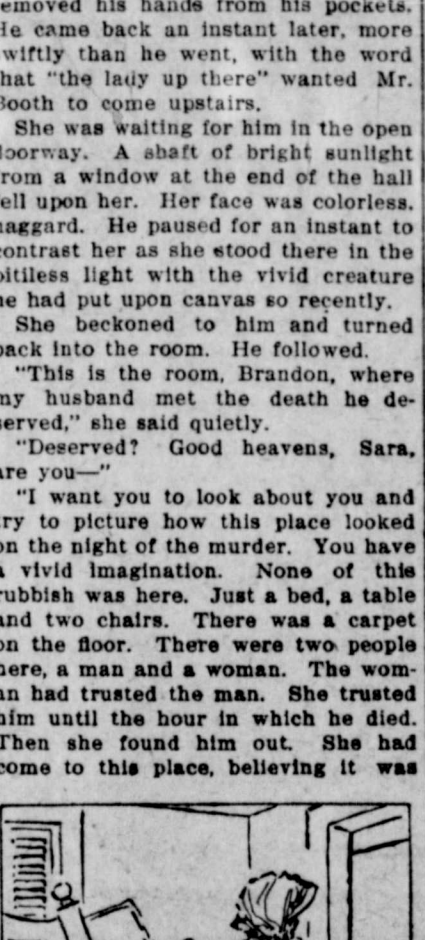 removed his hands from his pockets.
He came back an instant later, more
swiftly than he went, with the word
that "the lady up there" wanted Mr.
Booth to come upstairs.
She was waiting for him in the open
doorway. A shaft of bright sunlight
from a window at the end of the hall
fell upon her. Her face was colorless,
haggard. He paused for an instant to
contrast her as she stood there in the
pitiless light with the vivid creature
he had put upon canvas so recently.
She beckoned to him and turned
back into the room. He followed.
"This is the room, Brandon, where
my husband met the death he de-
served," she said quietly.
"Deserved? Good heavens, Sara,
are you—"
"I want you to look about you and
try to picture how this place looked
on the night of the murder. You have
a vivid imagination. None of this
rubbish was here. Just a bed, a table
and two chairs. There was a carpet
on the floor. There were two people
here, a man and a woman. The wom-
an had trusted the man. She trusted
him until the hour in which he died.
Then she found him out. She had
come to this place, believing it was